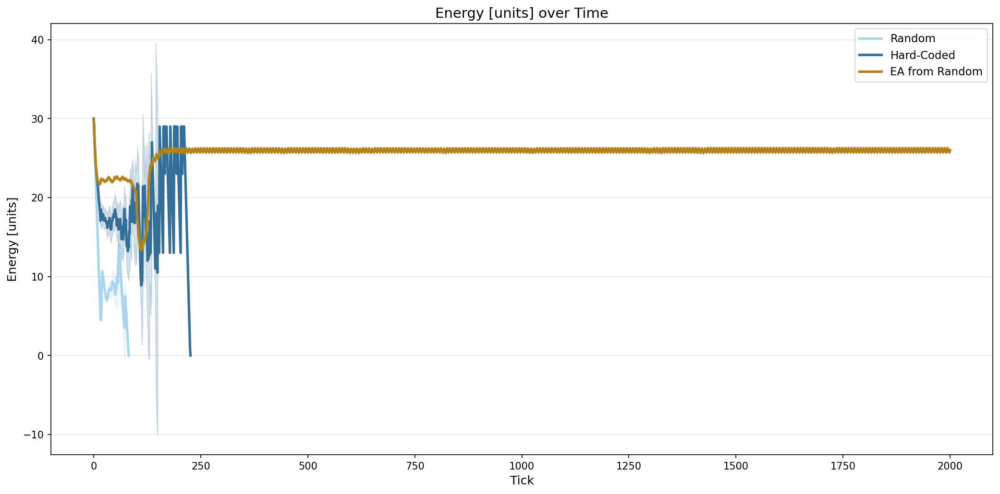 Energy [units] over Time
Random
Hard-Coded
EA from Random
Energy [units]
40
30
20
10
0
−10
0
250
500
750
1000
1250
1500
1750
2000
Tick